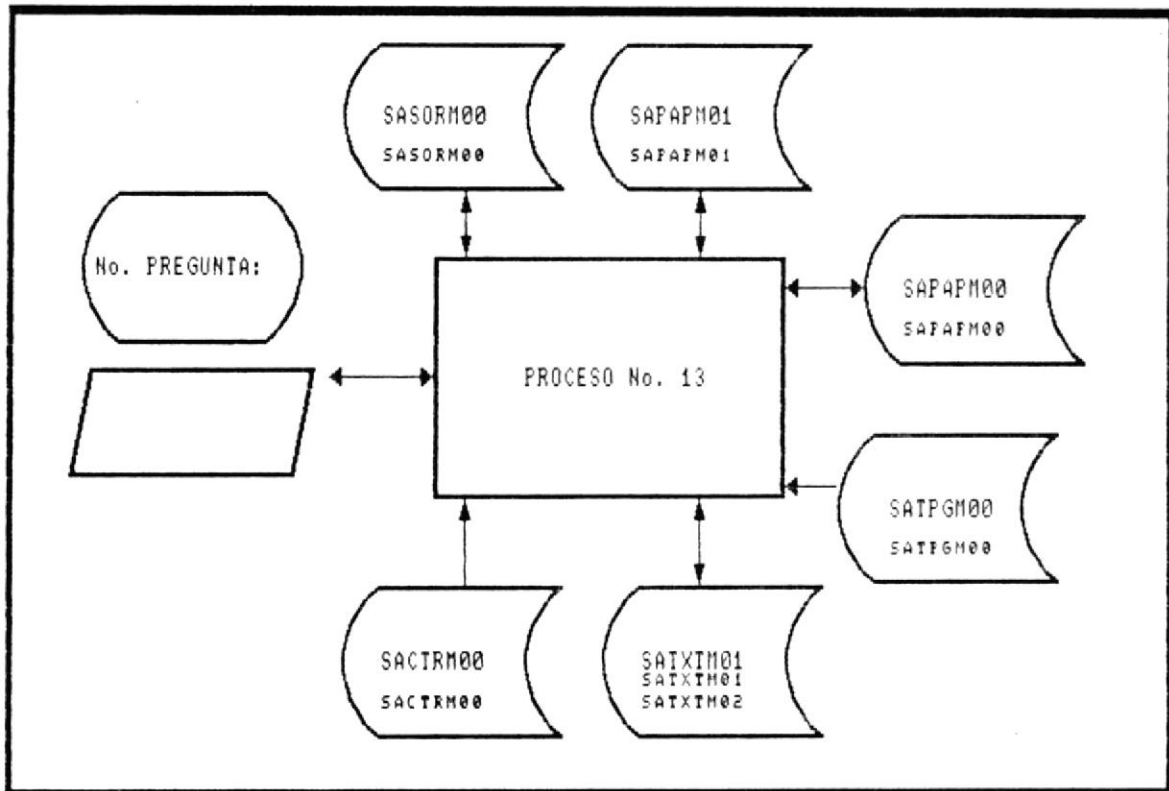 SASORM00
SASORM00
SAPAPM01
SAPAPM01
No. PREGUNTA:
SAPAPM00
SAPAPM00
PROCESO No. 13
SATPGM00
SATPGM00
SACTRM00
SACTRM00
SATXTM01
SATXTM01
SATXTM02